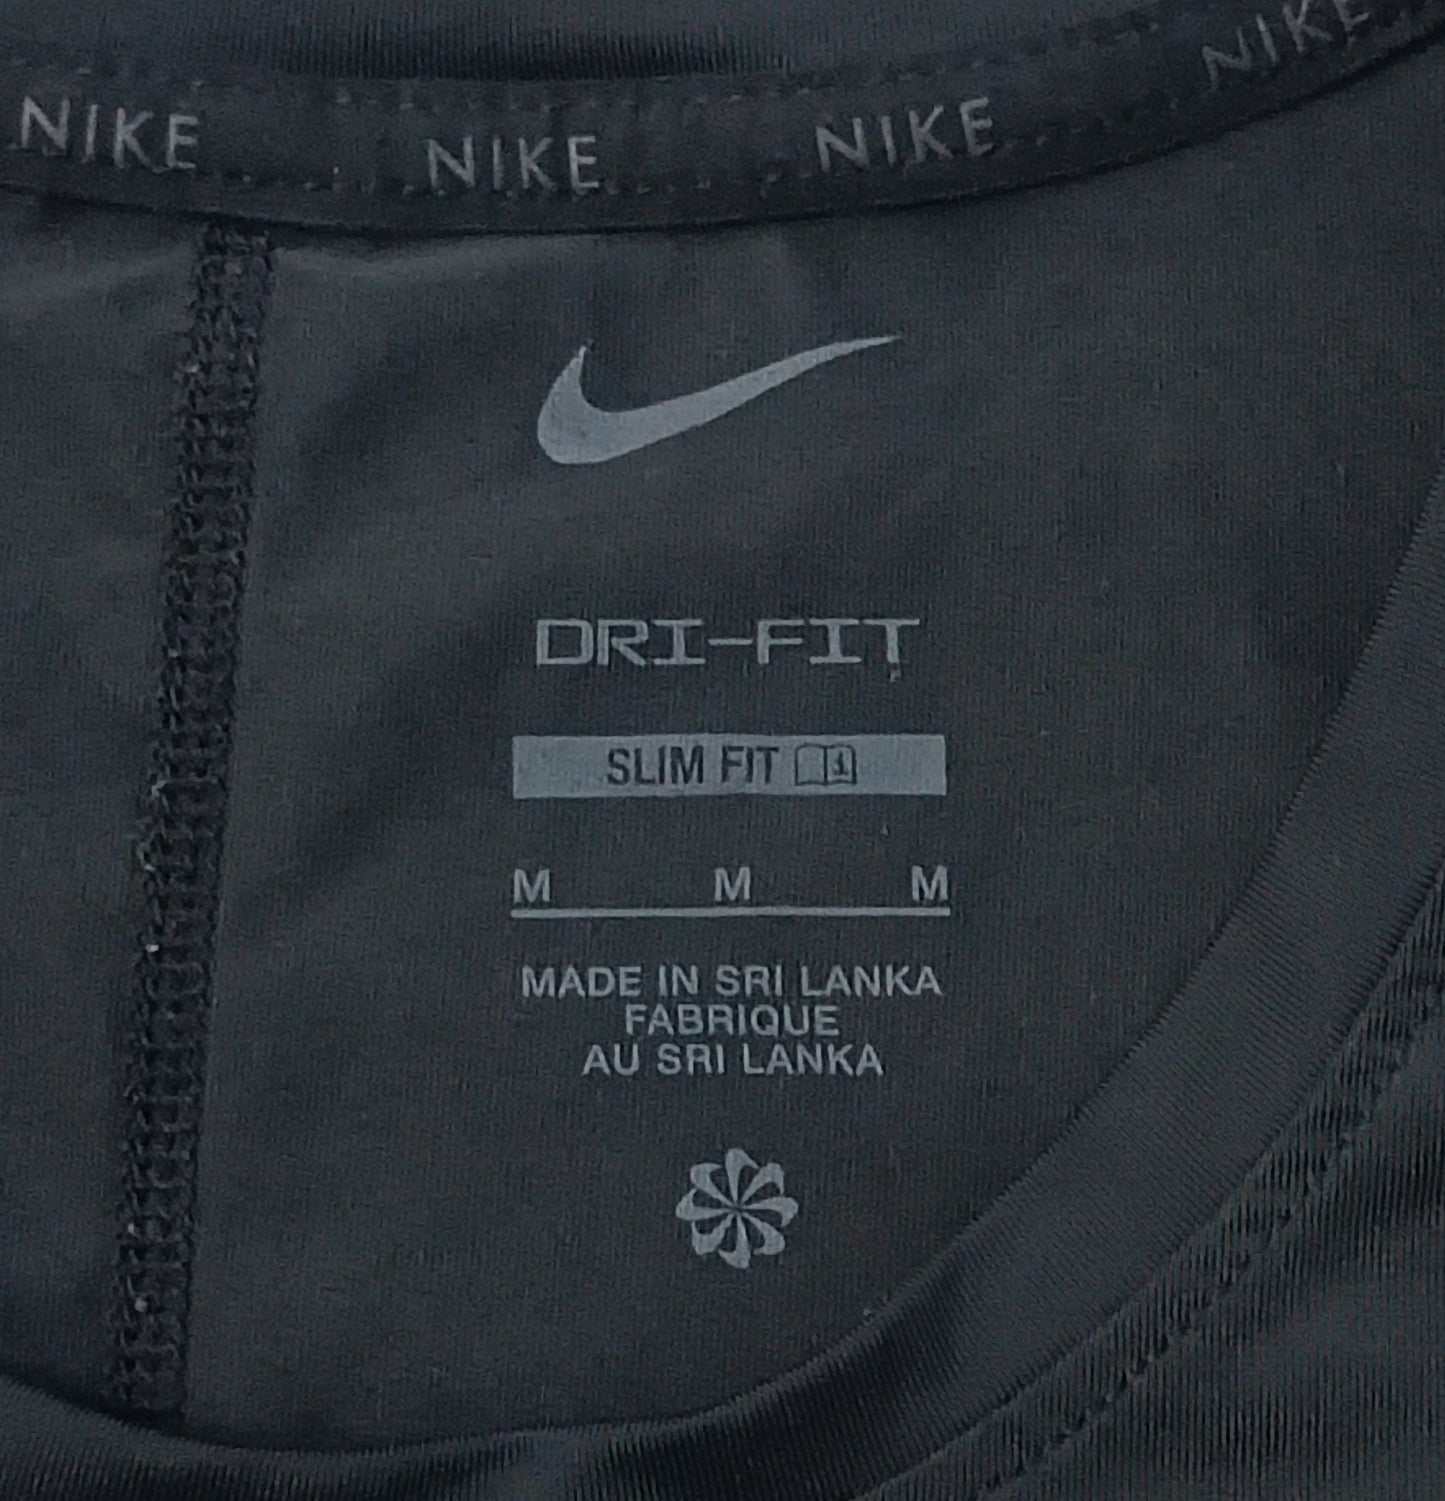 NIKE NIKE NIKE NIKE
DRI-FIT
SLIM FIT i
M M M
MADE IN SRI LANKA
FABRIQUE
AU SRI LANKA